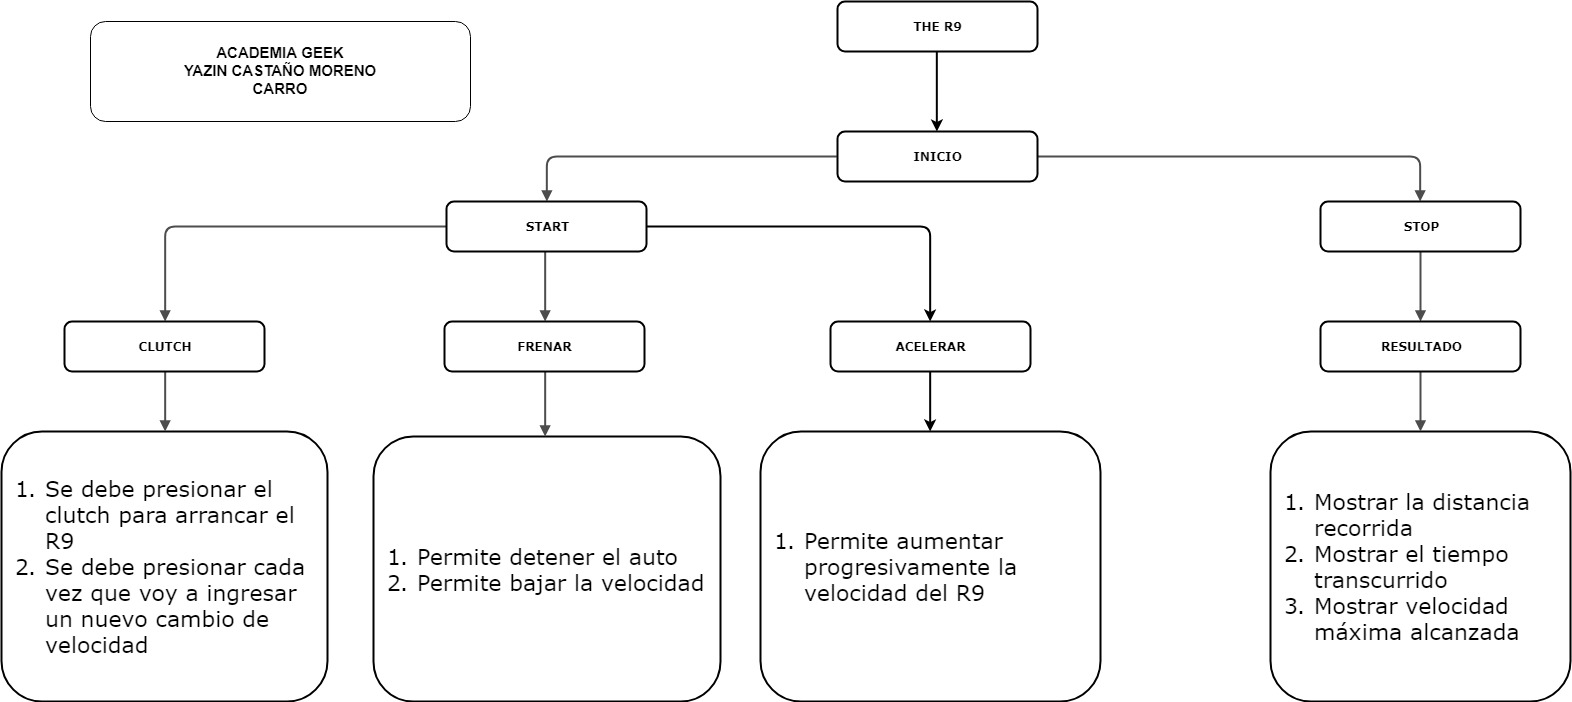 THE R9
ACADEMIA GEEK
YAZIN CASTAÑO MORENO
CARRO
INICIO
START
STOP
CLUTCH
FRENAR
ACELERAR
RESULTADO
1. Se debe presionar el
clutch para arrancar el
R9
2. Se debe presionar cada
vez que voy a ingresar
un nuevo cambio de
velocidad
1. Permite detener el auto
2. Permite bajar la velocidad
1. Permite aumentar
progresivamente la
velocidad del R9
1. Mostrar la distancia
recorrida
2. Mostrar el tiempo
transcurrido
3. Mostrar velocidad
máxima alcanzada